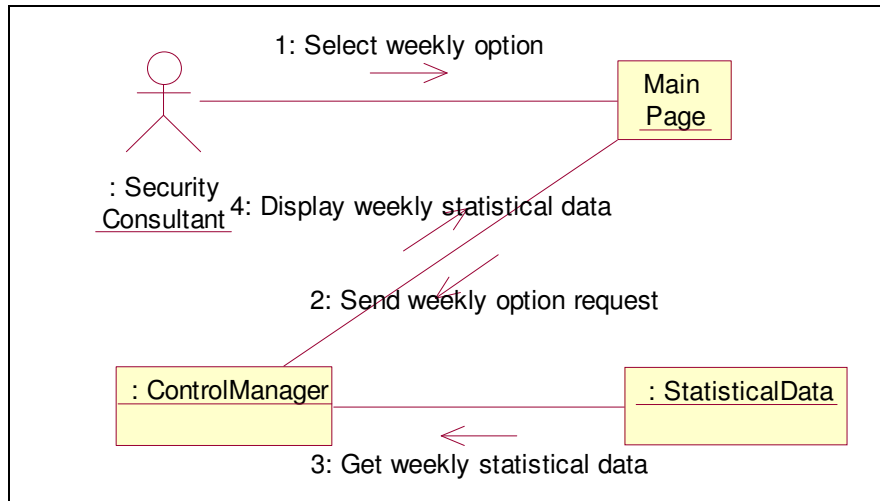 1: Select weekly option
Main
Page
: Security
Consultant
4: Display weekly statistical data
2: Send weekly option request
: ControlManager
: StatisticalData
3: Get weekly statistical data